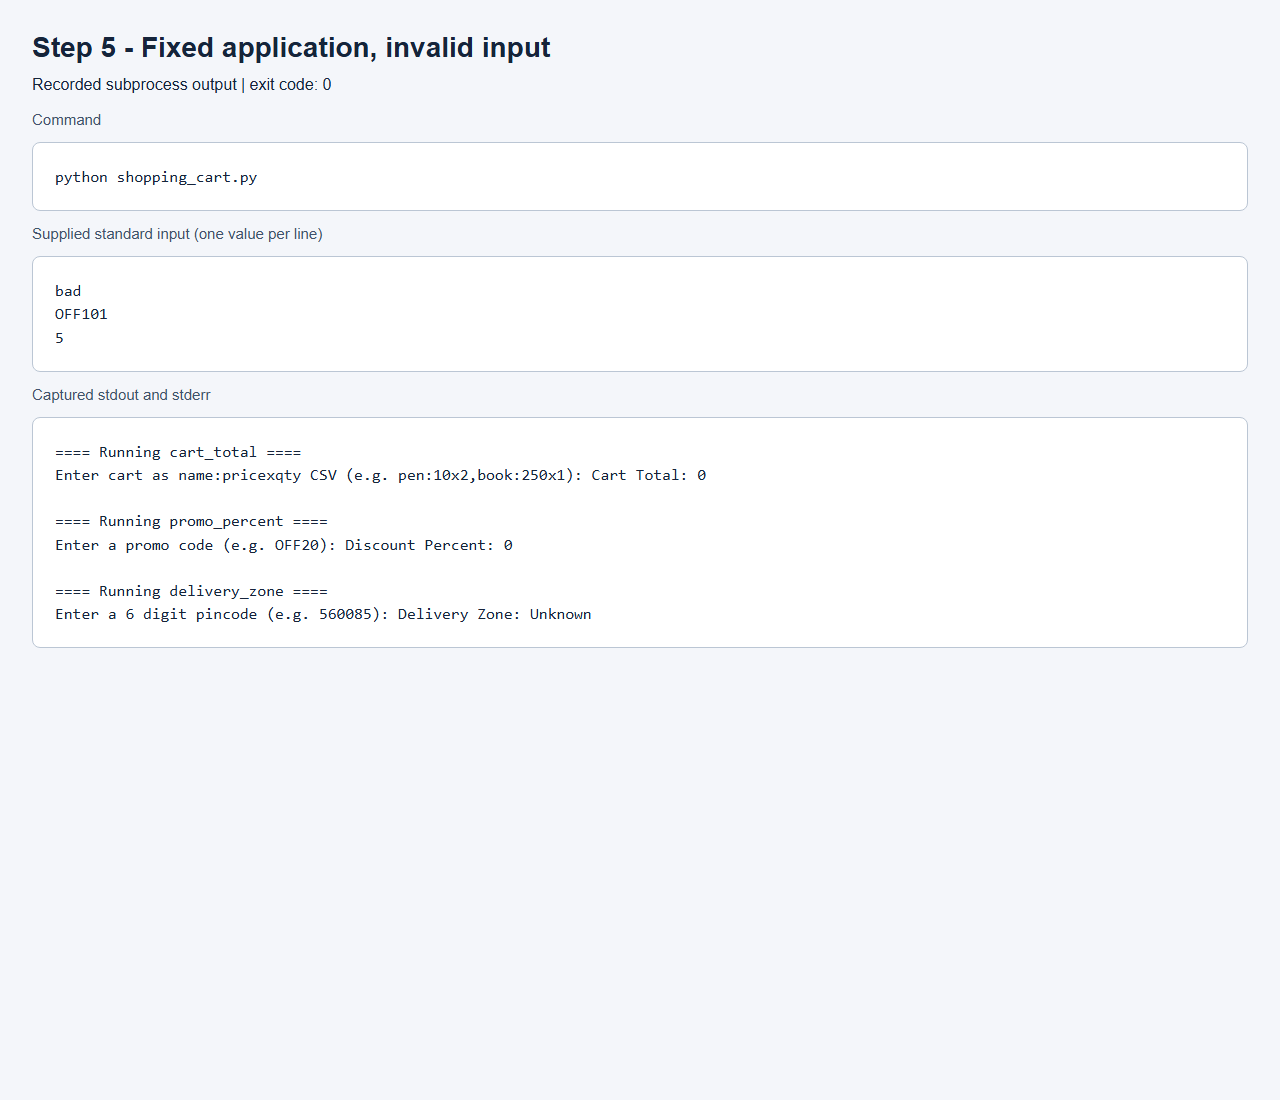 Step 5 - Fixed application, invalid input
Recorded subprocess output | exit code: 0
Command
python shopping_cart.py
Supplied standard input (one value per line)
bad
OFF101
5
Captured stdout and stderr
==== Running cart_total ====
Enter cart as name:pricexqty CSV (e.g. pen:10x2,book:250x1): Cart Total: 0
==== Running promo_percent ====
Enter a promo code (e.g. OFF20): Discount Percent: 0
==== Running delivery_zone ====
Enter a 6 digit pincode (e.g. 560085): Delivery Zone: Unknown